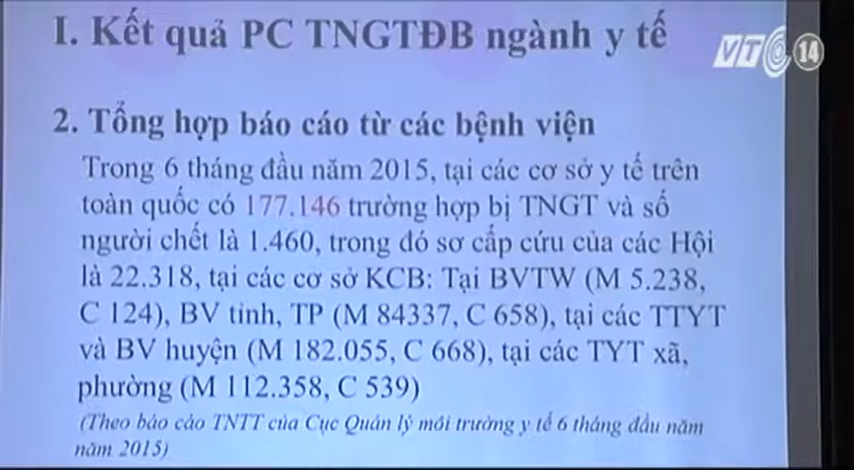 I. Kết quả PC TNGTĐB ngành y tế
VTC 14
2. Tổng hợp báo cáo từ các bệnh viện
Trong 6 tháng đầu năm 2015, tại các cơ sở y tế trên
toàn quốc có 177.146 trường hợp bị TNGT và số
người chết là 1.460, trong đó sơ cấp cứu của các Hội
là 22.318, tại các cơ sở KCB: Tại BVTW (M 5.238,
C 124), BV tỉnh, TP (M 84337, C 658), tại các TTYT
và BV huyện (M 182.055, C 668), tại các TYT xã,
phường (M 112.358, C 539)
(Theo báo cáo TNTT của Cục Quản lý môi trường y tế 6 tháng đầu năm
năm 2015)